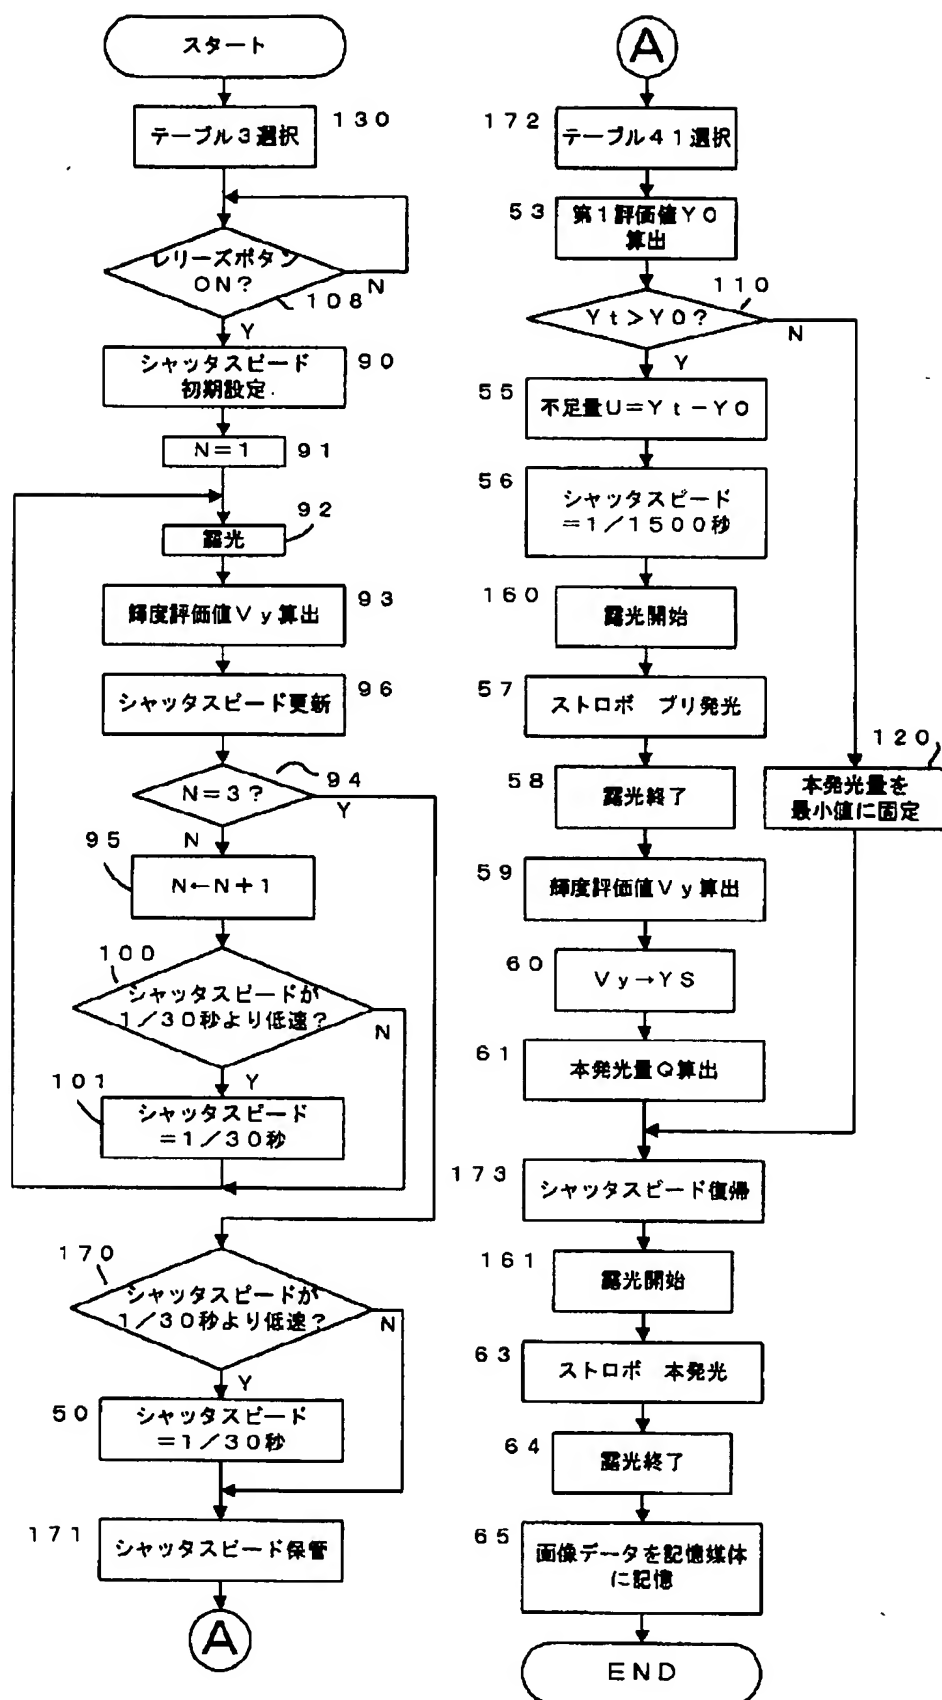 スタート
130
テーブル3選択
レリーズボタン
ON?
N
108
Y
シャッタスピード
初期設定
90
N=1
91
92
露光
93
輝度評価値Vy算出
96
シャッタスピード更新
94
N=3?
Y
N
95
N←N+1
100
シャッタスピードが
1/30秒より低速?
N
Y
101
シャッタスピード
=1/30秒
170
シャッタスピードが
1/30秒より低速?
N
Y
50
シャッタスピード
=1/30秒
171
シャッタスピード保管
A
A
172
テーブル41選択
53
第1評価値Y0
算出
110
Yt>Y0?
N
Y
55
不足量U=Yt-Y0
56
シャッタスピード
=1/1500秒
160
露光開始
57
ストロボ プリ発光
120
本発光量を
最小値に固定
58
露光終了
59
輝度評価値Vy算出
60
Vy→YS
61
本発光量Q算出
173
シャッタスピード復帰
161
露光開始
63
ストロボ 本発光
64
露光終了
65
画像データを記憶媒体
に記憶
END